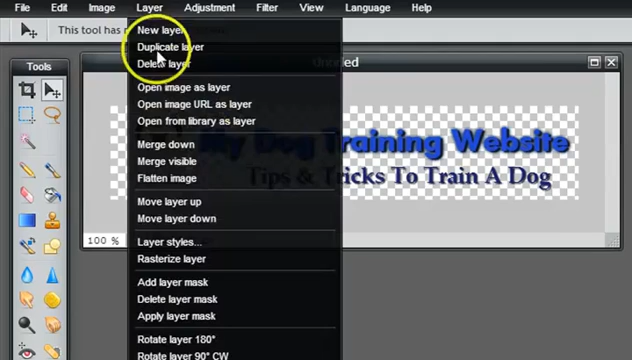 File Edit Image Layer Adjustment Filter View Language Help
This tool has
Tools
Untitled
New layer
Duplicate layer
Delete layer
Open image as layer
Open image URL as layer
Open from library as layer
Merge down
Merge visible
Flatten image
Move layer up
Move layer down
Layer styles...
Rasterize layer
Add layer mask
Delete layer mask
Apply layer mask
Rotate layer 180°
Rotate layer 90° CW
My Dog Training Website
Tips & Tricks To Train A Dog
100 %